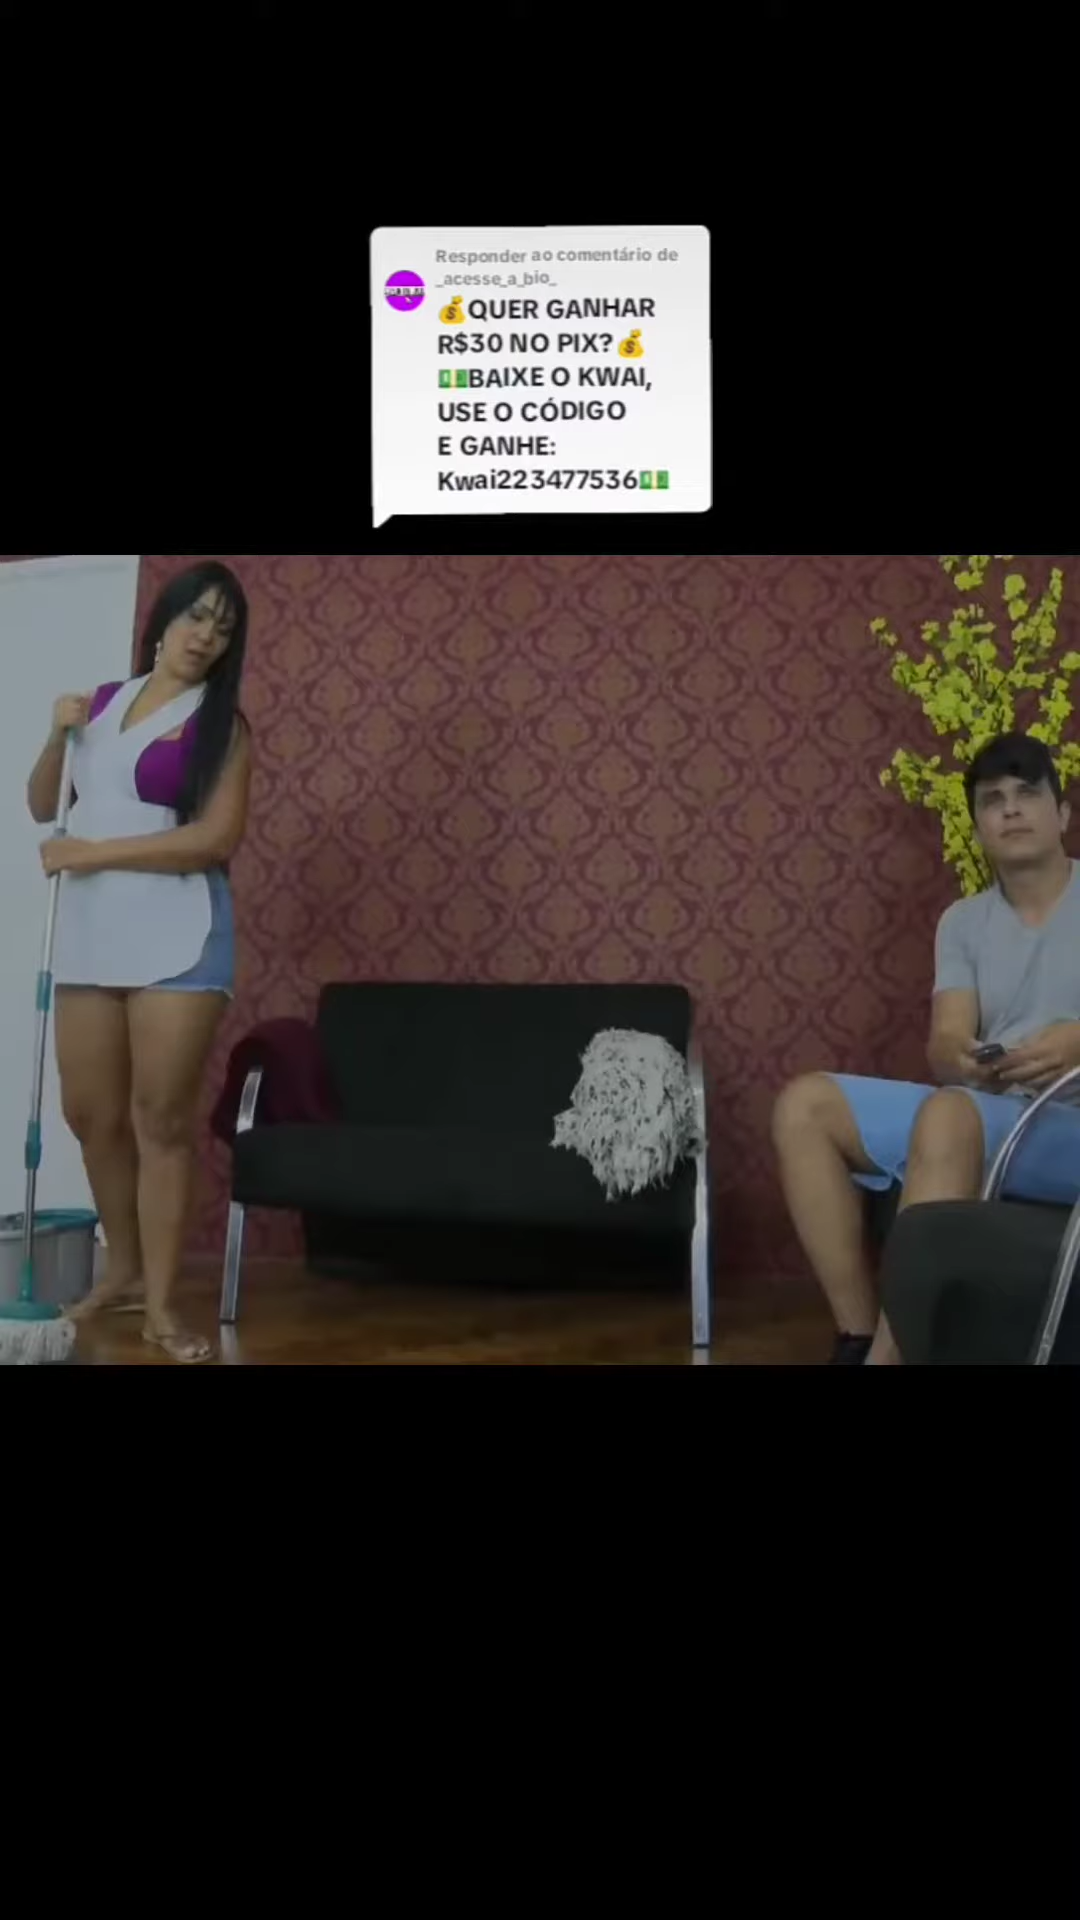 Responder ao comentário de
_acesse_a_bio_
💰QUER GANHAR
R$30 NO PIX?💰
💵BAIXE O KWAI,
USE O CÓDIGO
E GANHE:
Kwai223477536💵